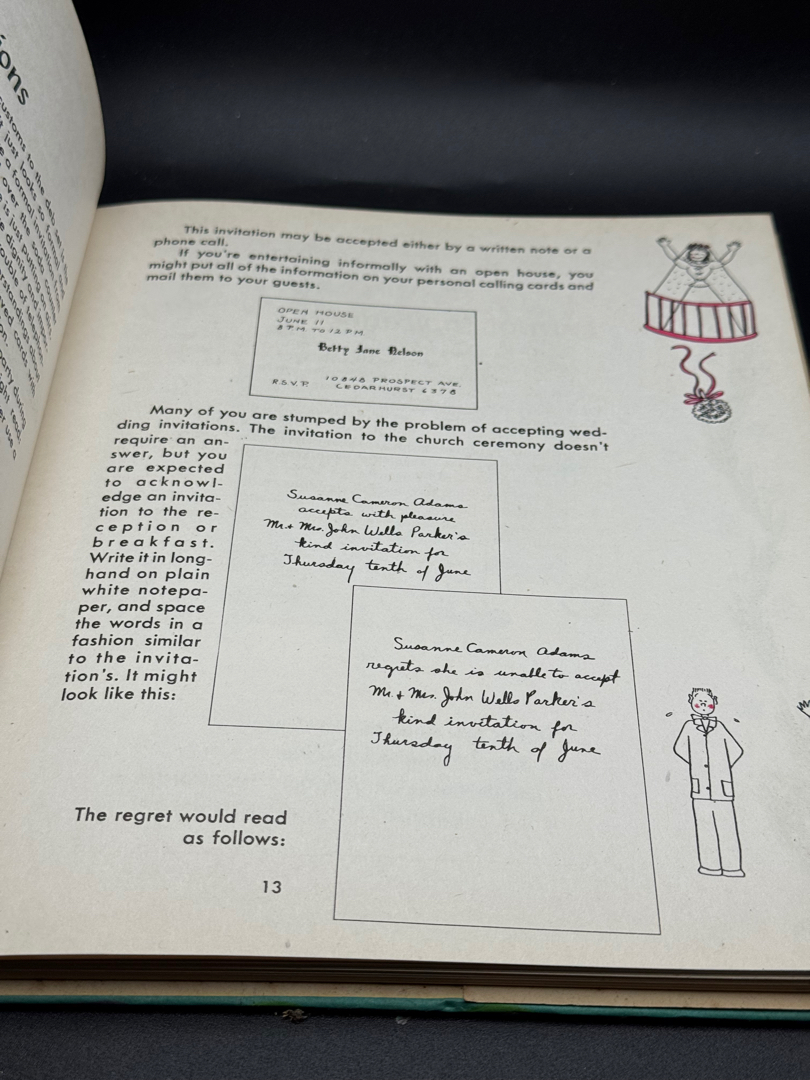 ions
This invitation may be accepted either by a written note or a
phone call.
If you're entertaining informally with an open house, you
might put all of the information on your personal calling cards and
mail them to your guests.
OPEN HOUSE
JUNE 11
8 P M TO 12 P M
Betty Jane Nelson
R.S.V.P.
10848 PROSPECT AVE.
CEDARHURST 6378
Many of you are stumped by the problem of accepting wed-
ding invitations. The invitation to the church ceremony doesn't
require an an-
swer, but you
are expected
to acknowl-
edge an invita-
tion to the re-
ception or
breakfast.
Write it in long-
hand on plain
white notepa-
per, and space
the words in a
fashion similar
to the invita-
tion's. It might
look like this:
Susanne Cameron Adams
accepts with pleasure
Mr. + Mrs. John Wells Parker's
kind invitation for
Thursday tenth of June
Susanne Cameron Adams
regrets she is unable to accept
Mr. + Mrs. John Wells Parker's
kind invitation for
Thursday tenth of June
The regret would read
as follows:
13